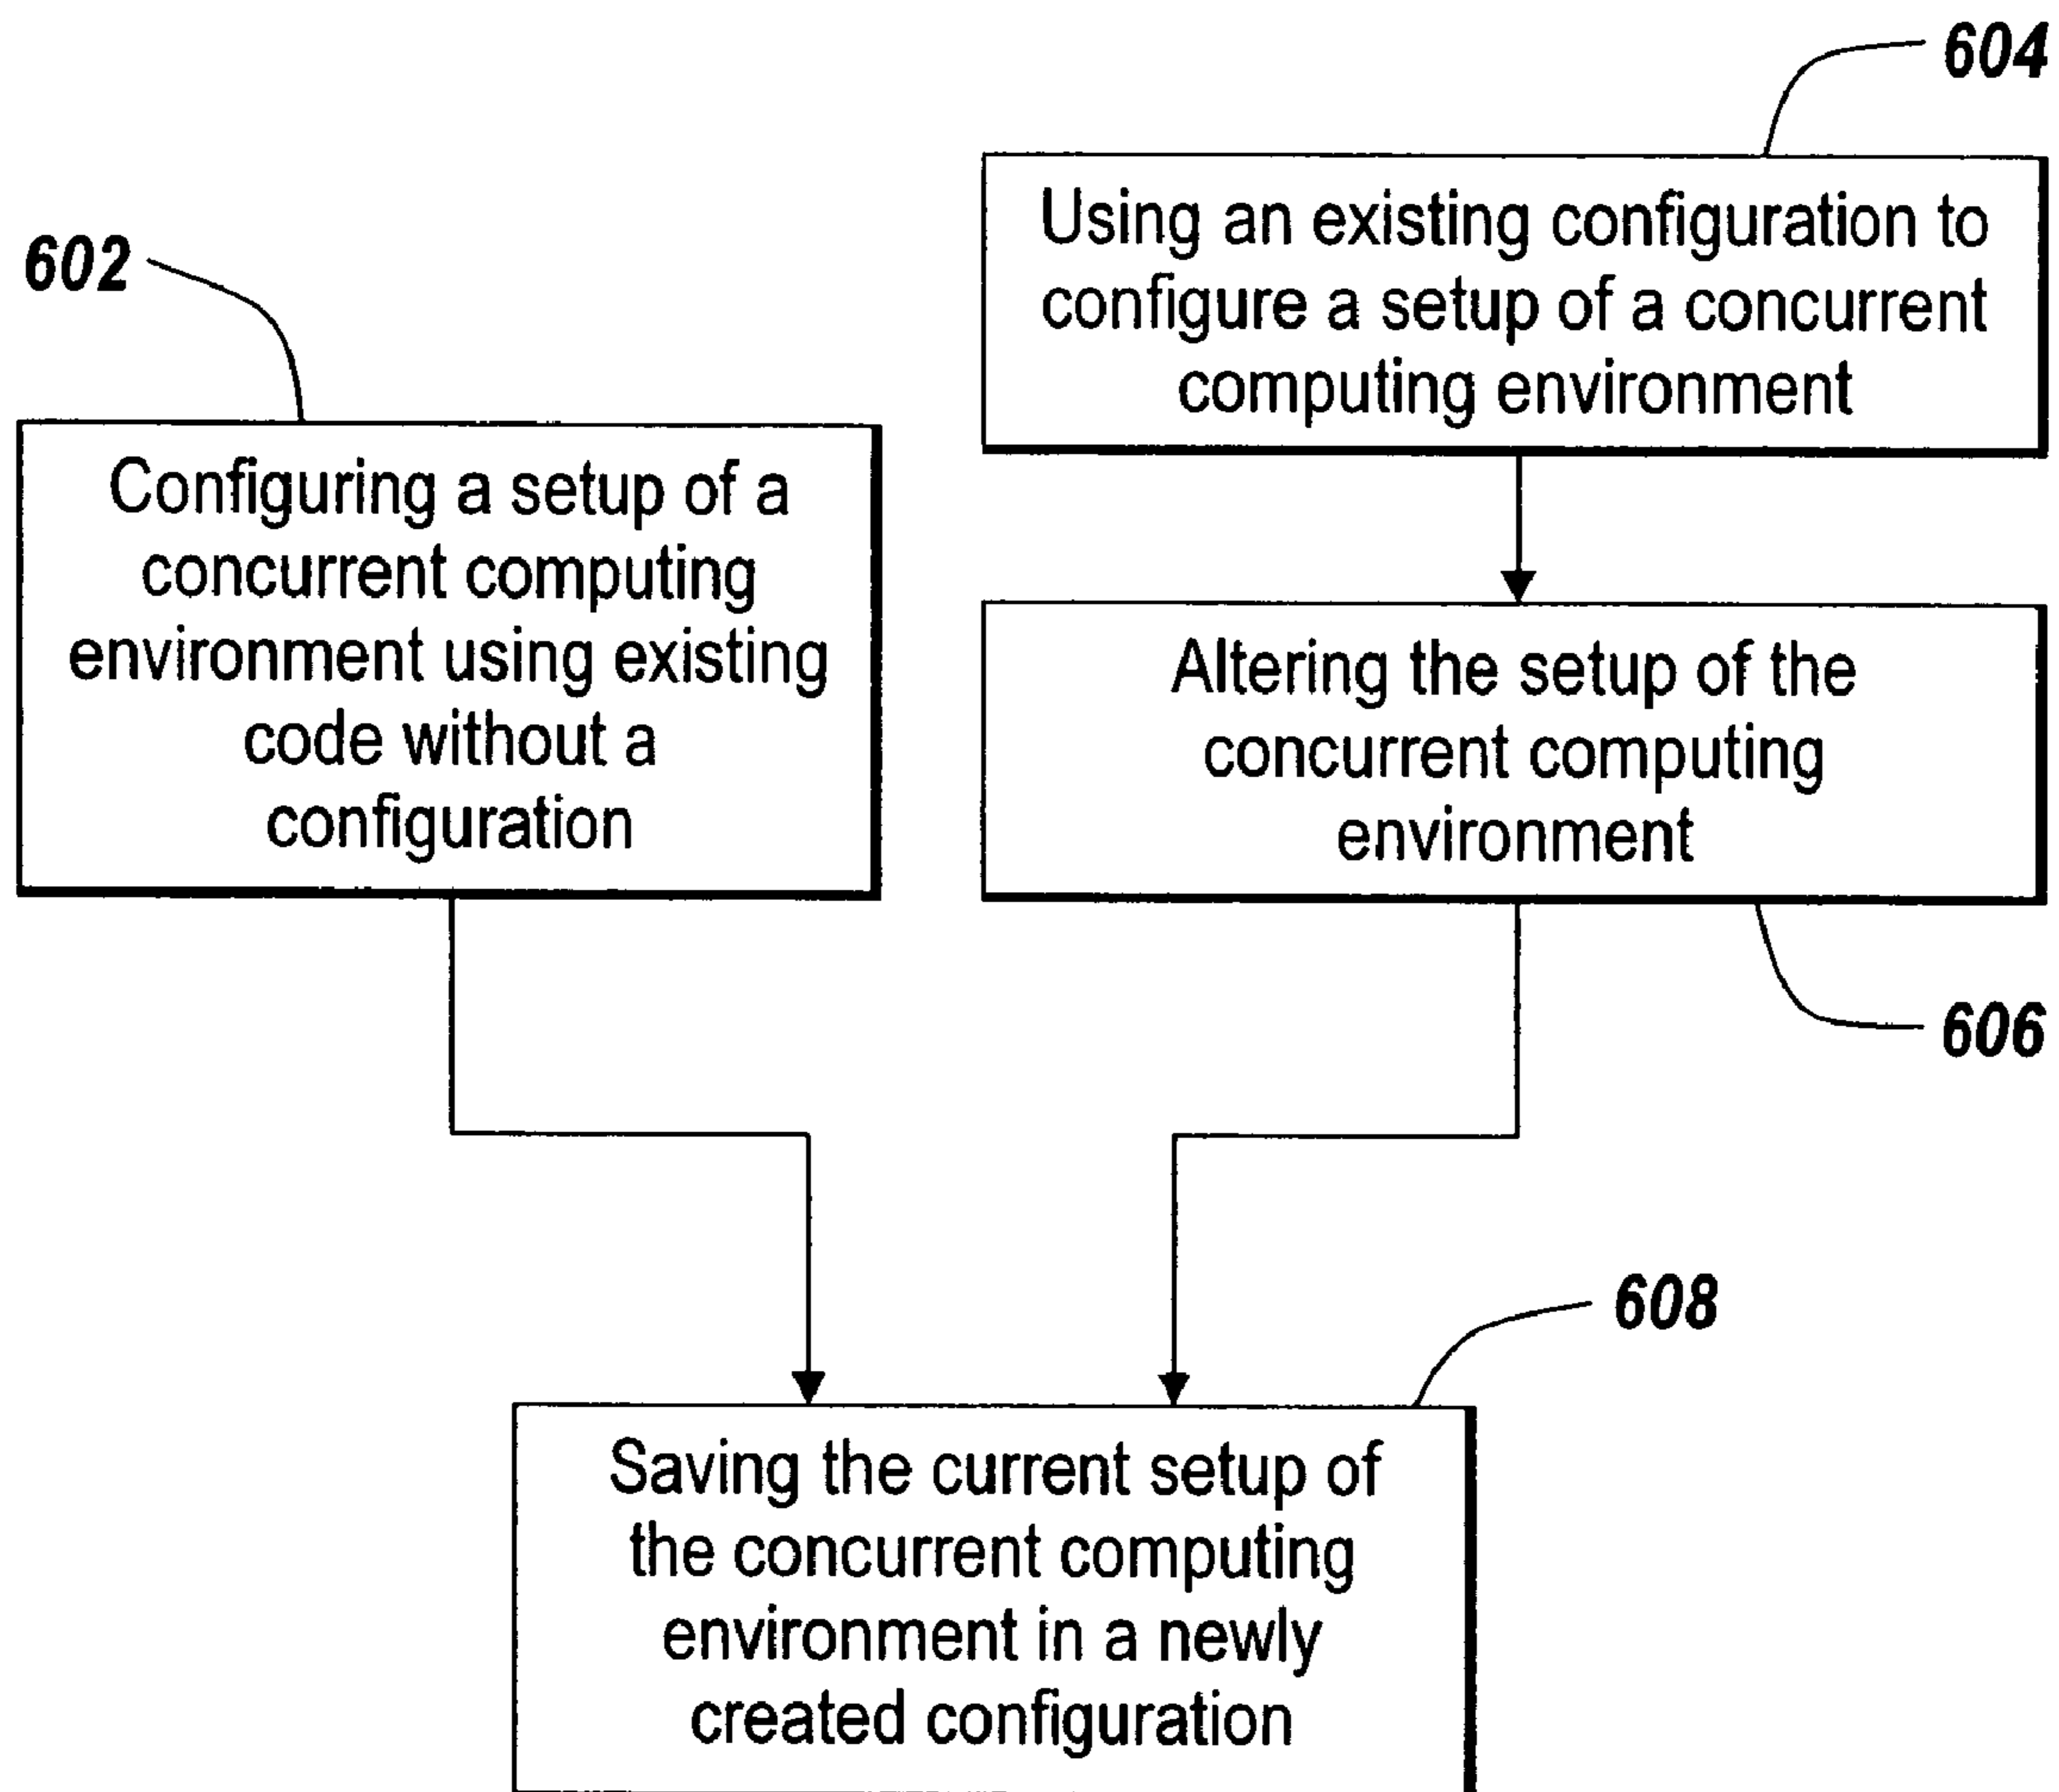 604
Using an existing configuration to
configure a setup of a concurrent
computing environment
602
Configuring a setup of a
concurrent computing
environment using existing
code without a
configuration
Altering the setup of the
concurrent computing
environment
606
608
Saving the current setup of
the concurrent computing
environment in a newly
created configuration